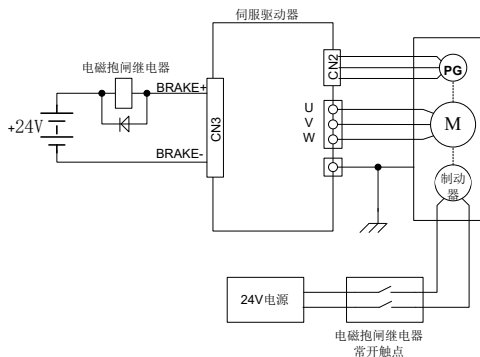 伺服驱动器
电磁抱闸继电器
BRAKE+
+24V
BRAKE-
CN3
CN2
PG
U
V
W
M
制动
器
24V电源
电磁抱闸继电器
常开触点